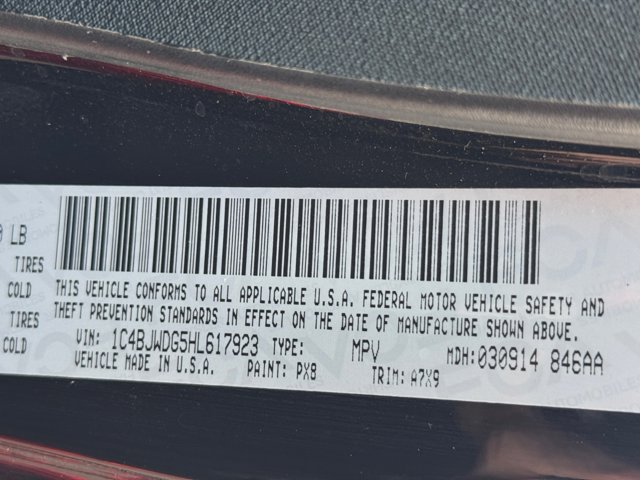 0 LB
TIRES
COLD
TIRES
COLD
THIS VEHICLE CONFORMS TO ALL APPLICABLE U.S.A. FEDERAL MOTOR VEHICLE SAFETY AND
THEFT PREVENTION STANDARDS IN EFFECT ON THE DATE OF MANUFACTURE SHOWN ABOVE.
VIN: 1C4BJWDG5HL617923 TYPE: MPV MDH:030914 846AA
VEHICLE MADE IN U.S.A. PAINT: PX8 TRIM: A7X9